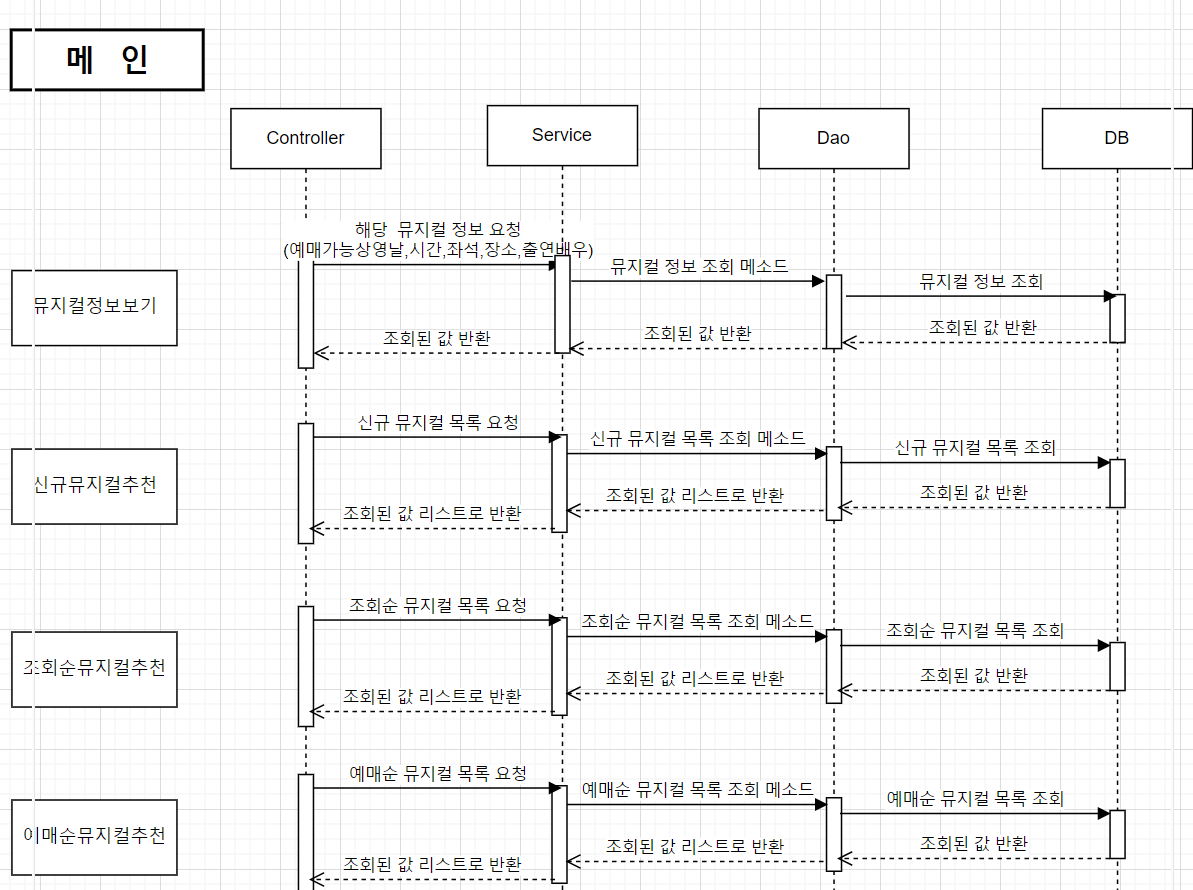 메 인
Controller
Service
Dao
DB
해당 뮤지컬 정보 요청
(예매가능상영날,시간,좌석,장소,출연배우)
뮤지컬 정보 조회 메소드
뮤지컬 정보 조회
뮤지컬정보보기
조회된 값 반환
조회된 값 반환
조회된 값 반환
신규 뮤지컬 목록 요청
신규 뮤지컬 목록 조회 메소드
신규 뮤지컬 목록 조회
신규뮤지컬추천
조회된 값 리스트로 반환
조회된 값 리스트로 반환
조회된 값 반환
조회순 뮤지컬 목록 요청
조회순 뮤지컬 목록 조회 메소드
조회순 뮤지컬 목록 조회
조회순뮤지컬추천
조회된 값 리스트로 반환
조회된 값 리스트로 반환
조회된 값 반환
예매순 뮤지컬 목록 요청
예매순 뮤지컬 목록 조회 메소드
예매순 뮤지컬 목록 조회
예매순뮤지컬추천
조회된 값 리스트로 반환
조회된 값 리스트로 반환
조회된 값 반환